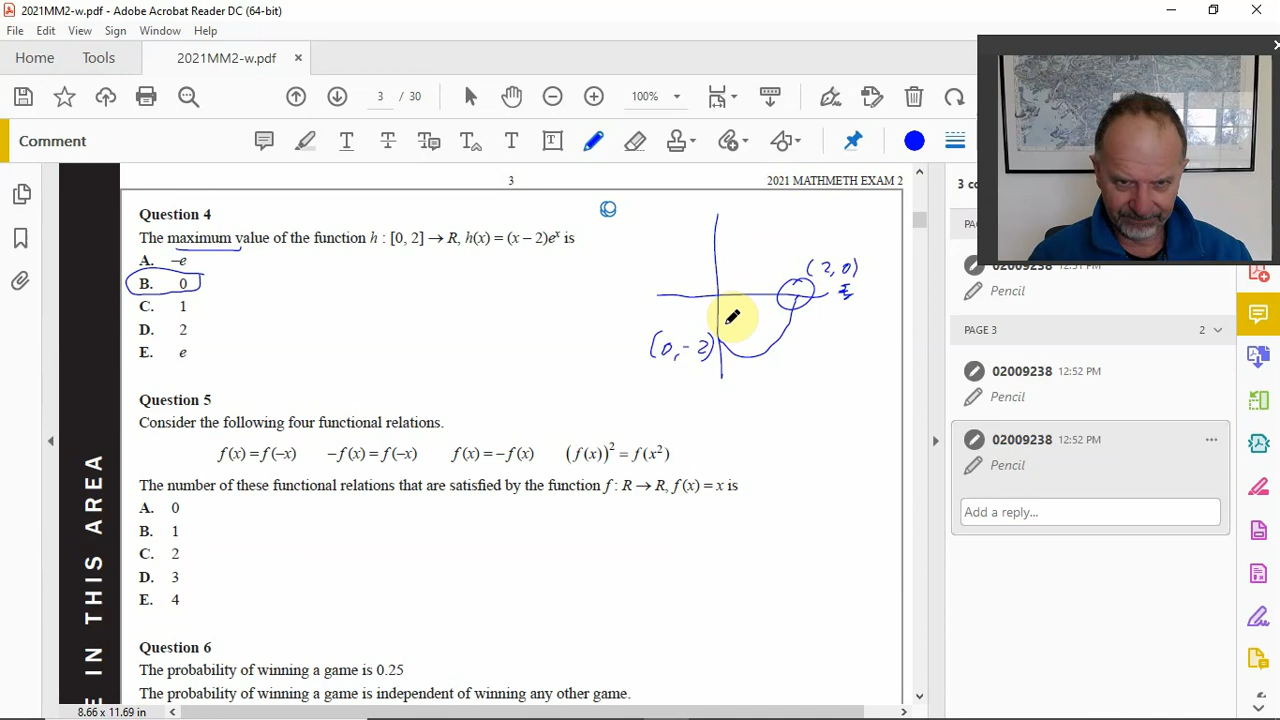 2021MM2-w.pdf - Adobe Acrobat Reader DC (64-bit)
File Edit View Sign Window Help
Home Tools 2021MM2-w.pdf ×
3 / 30 100%
Comment
3 2021 MATHMETH EXAM 2
Question 4
The maximum value of the function h : [0, 2] → R, h(x) = (x – 2)eˣ is
A. –e
B. 0
C. 1
D. 2
E. e
(2, 0)
(0, -2)
Question 5
Consider the following four functional relations.
f(x) = f(–x) –f(x) = f(–x) f(x) = –f(x) (f(x))² = f(x²)
The number of these functional relations that are satisfied by the function f : R → R, f(x) = x is
A. 0
B. 1
C. 2
D. 3
E. 4
Question 6
The probability of winning a game is 0.25
The probability of winning a game is independent of winning any other game.
E IN THIS AREA
8.66 x 11.69 in
3 co
Pencil
PAGE 3 2
02009238 12:52 PM
Pencil
02009238 12:52 PM
Pencil
Add a reply...